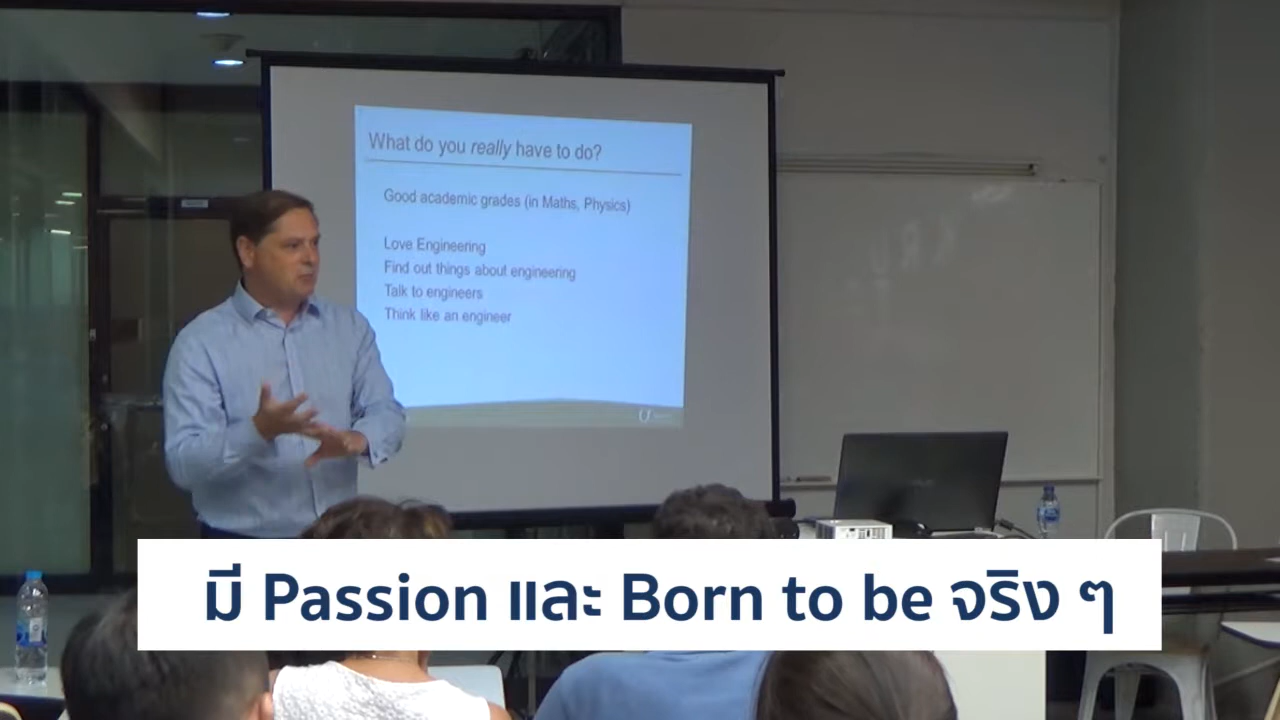 What do you really have to do?
Good academic grades (in Maths, Physics)
Love Engineering
Find out things about engineering
Talk to engineers
Think like an engineer
มี Passion และ Born to be จริง ๆ